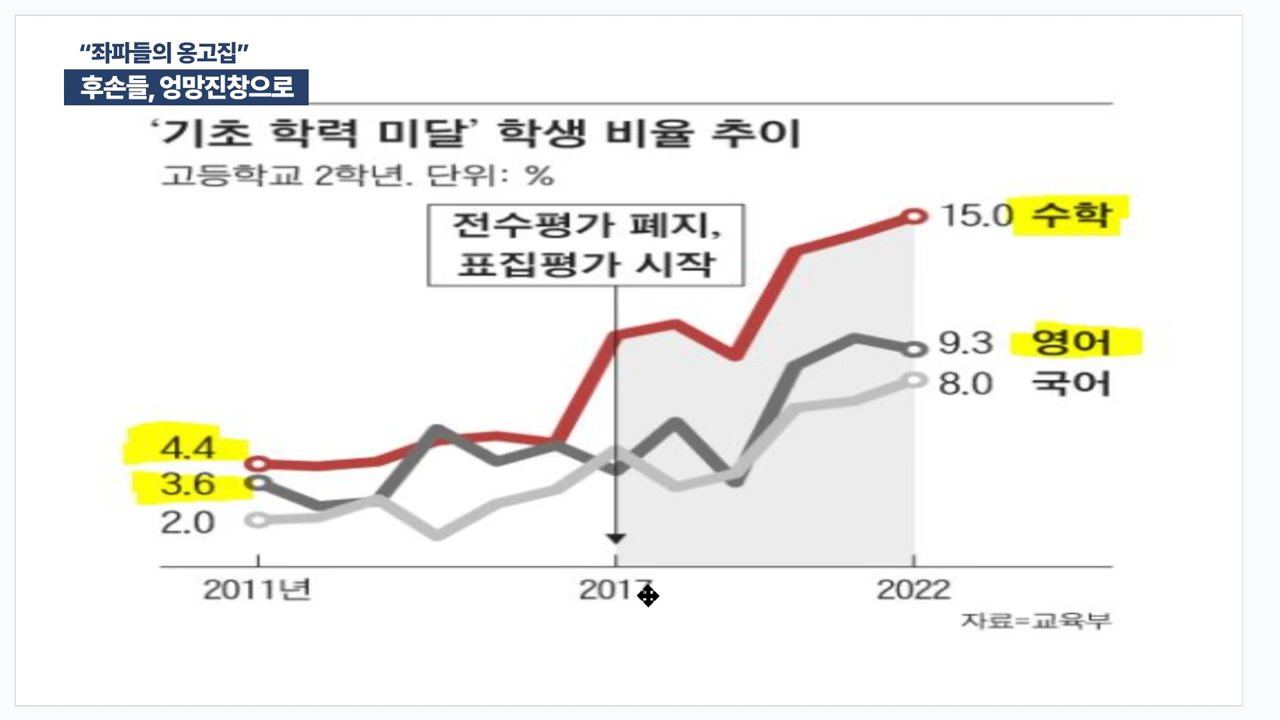 “좌파들의 옹고집”
후손들, 엉망진창으로
‘기초 학력 미달’ 학생 비율 추이
고등학교 2학년. 단위: %
전수평가 폐지,
표집평가 시작
15.0 수학
9.3 영어
8.0 국어
4.4
3.6
2.0
2011년 2017 2022
자료=교육부